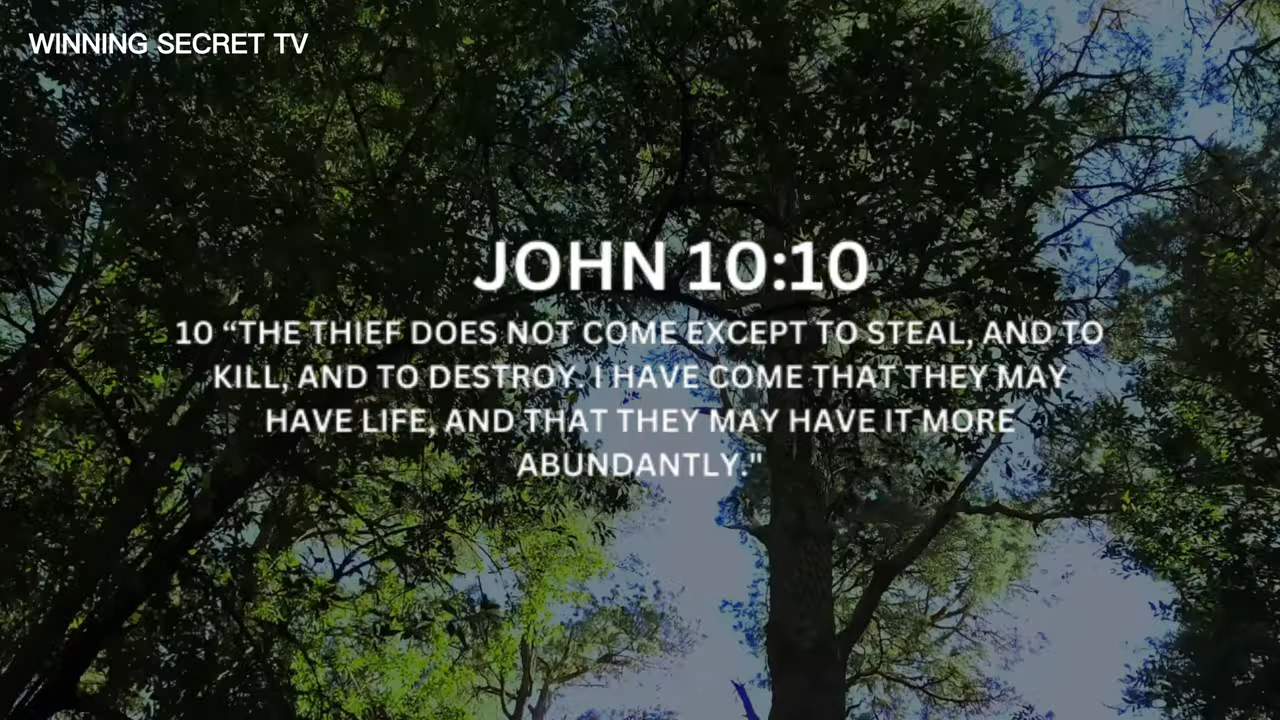 WINNING SECRET TV
JOHN 10:10
10 “THE THIEF DOES NOT COME EXCEPT TO STEAL, AND TO
KILL, AND TO DESTROY. I HAVE COME THAT THEY MAY
HAVE LIFE, AND THAT THEY MAY HAVE IT MORE
ABUNDANTLY."